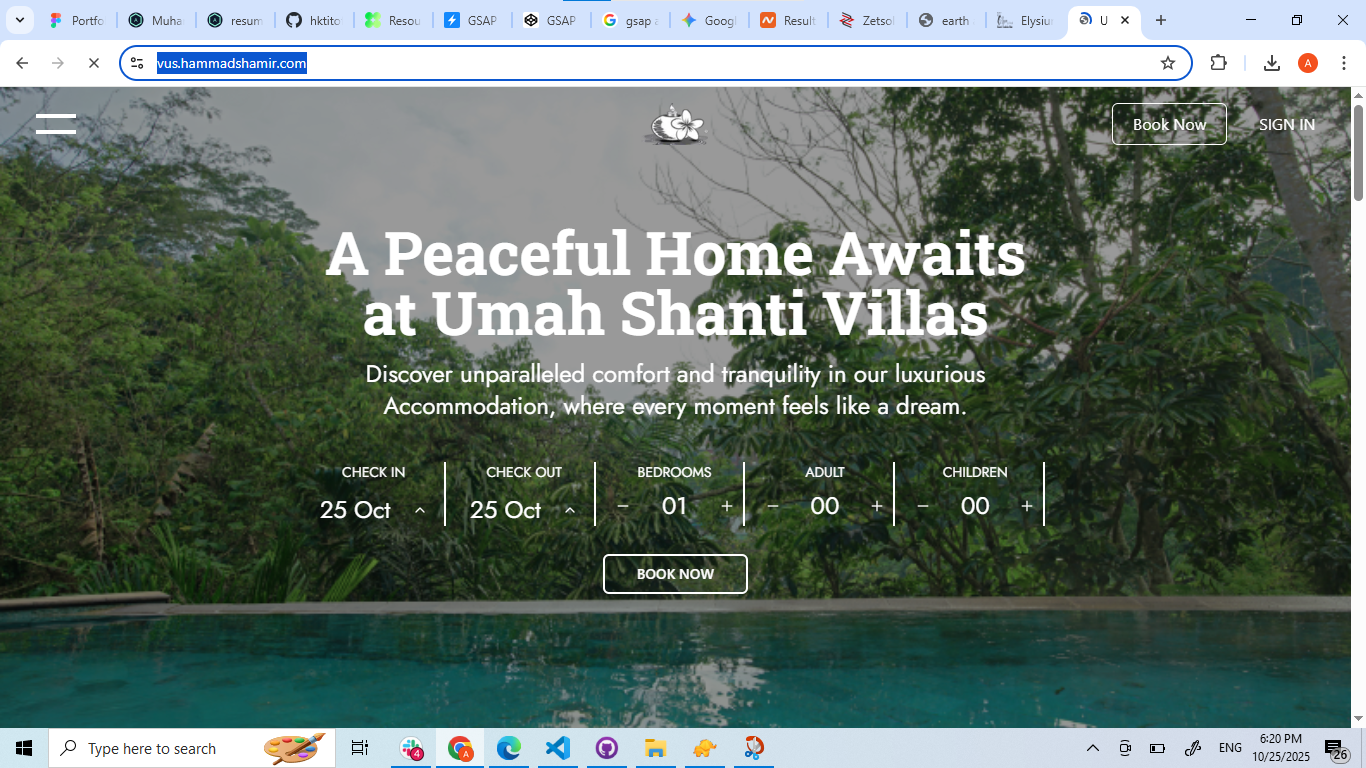 Portfo
Muha
resum
hktito
Resou
GSAP
GSAP
gsap a
Googl
Result
Zetsol
earth
Elysiu
U
vus.hammadshamir.com
A
Book Now
SIGN IN
A Peaceful Home Awaits
at Umah Shanti Villas
Discover unparalleled comfort and tranquility in our luxurious
Accommodation, where every moment feels like a dream.
CHECK IN
CHECK OUT
BEDROOMS
ADULT
CHILDREN
25 Oct
25 Oct
− 01 +
− 00 +
− 00 +
BOOK NOW
Type here to search
4
A
ENG
6:20 PM
10/25/2025
26